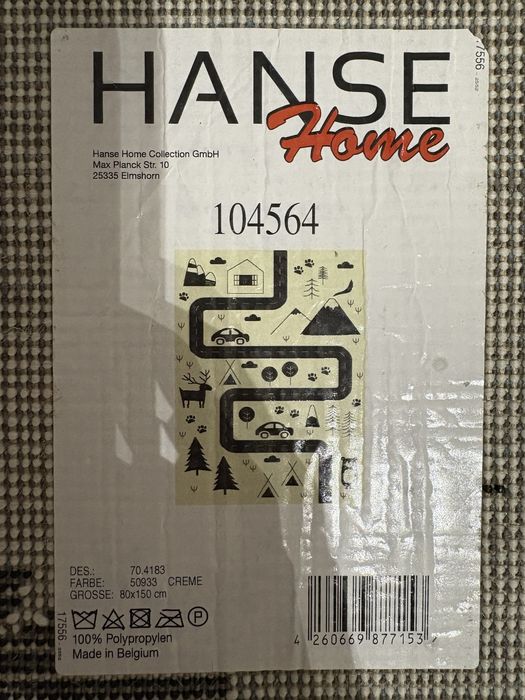 17556
HANSE
Home
Hanse Home Collection GmbH
Max Planck Str. 10
25335 Elmshorn
104564
DES.: 70.4183
FARBE: 50933 CREME
GROSSE: 80x150 cm
P
100% Polypropylen
Made in Belgium
4 260669 877153
17556